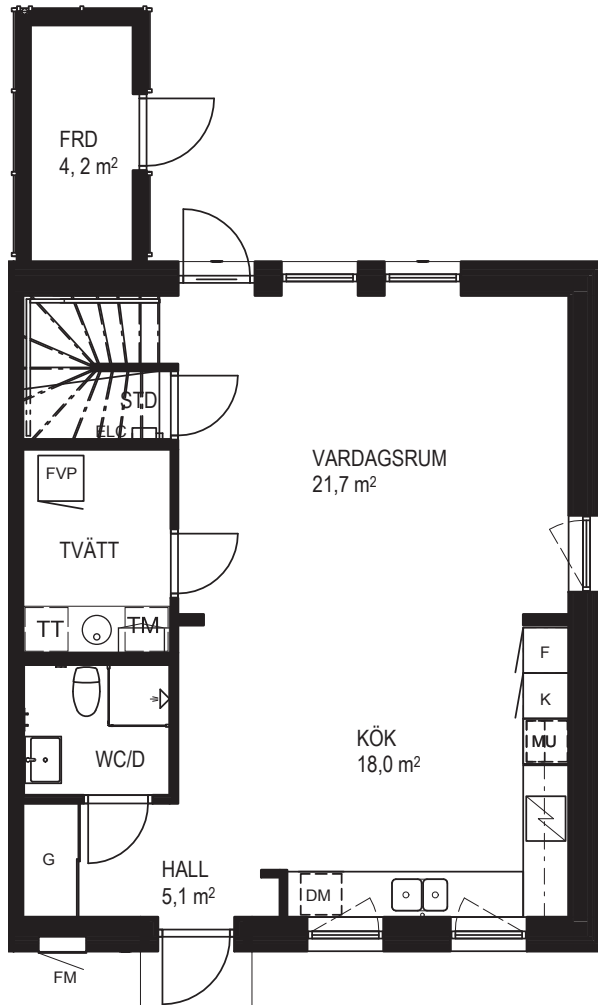 FRD
4, 2 m²
STD
ELC
VARDAGSRUM
21,7 m²
FVP
TVÄTT
TT
TM
F
K
MU
KÖK
18,0 m²
WC/D
G
HALL
5,1 m²
DM
FM